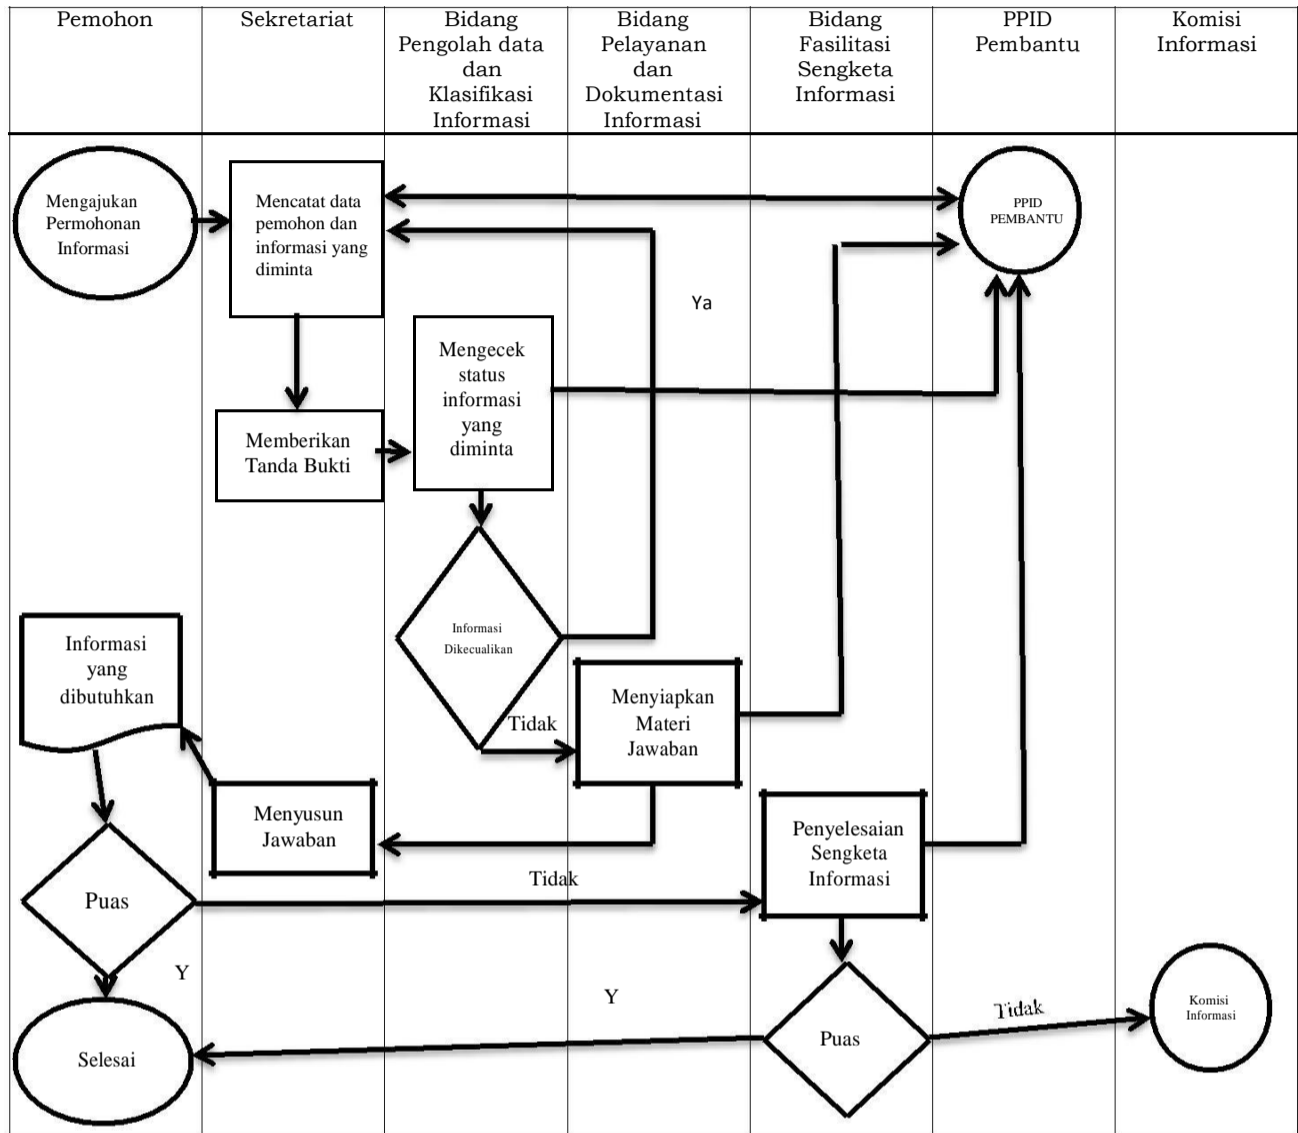 Pemohon
Sekretariat
Bidang
Pengolah data
dan
Klasifikasi
Informasi
Bidang
Pelayanan
dan
Dokumentasi
Informasi
Bidang
Fasilitasi
Sengketa
Informasi
PPID
Pembantu
Komisi
Informasi
Mengajukan
Permohonan
Informasi
Mencatat data
pemohon dan
informasi yang
diminta
PPID
PEMBANTU
Ya
Mengecek
status
informasi
yang
diminta
Memberikan
Tanda Bukti
Informasi
Dikecualikan
Informasi
yang
dibutuhkan
Tidak
Menyiapkan
Materi
Jawaban
Menyusun
Jawaban
Penyelesaian
Sengketa
Informasi
Tidak
Puas
Y
Y
Tidak
Komisi
Informasi
Puas
Selesai